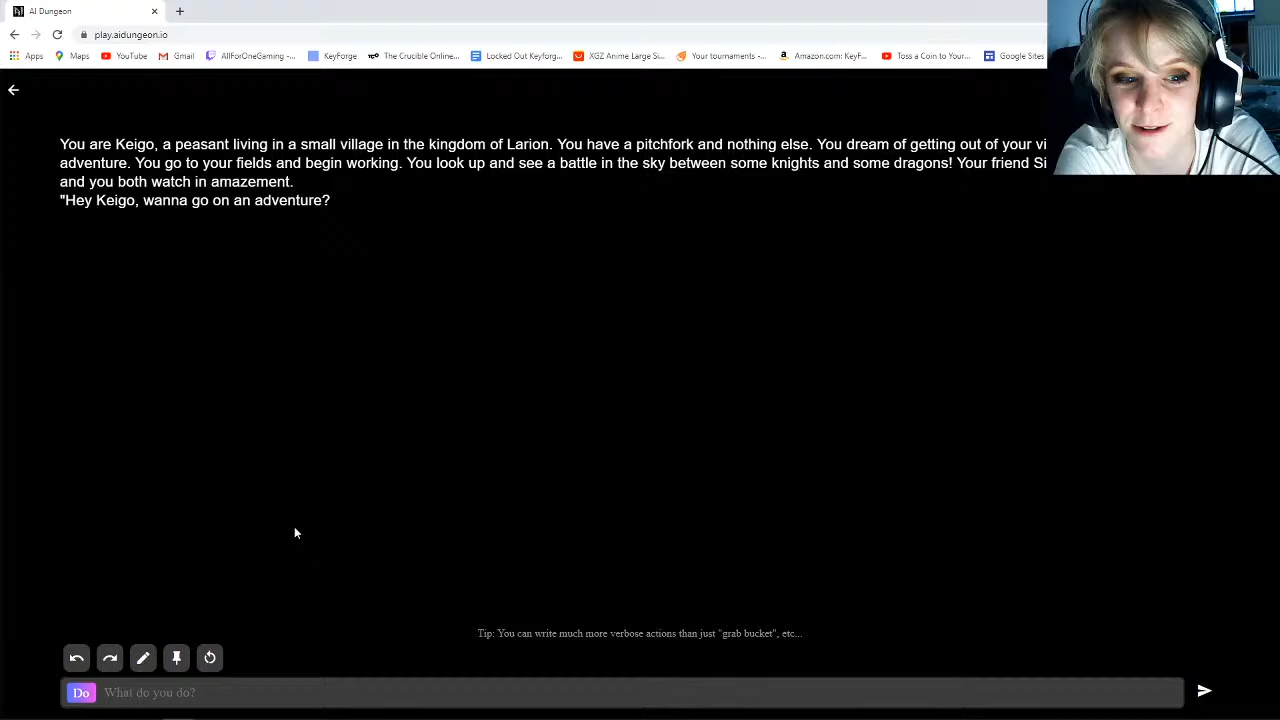 AI Dungeon
play.aidungeon.io
Apps Maps YouTube Gmail AllForOneGaming -... KeyForge The Crucible Online... Locked Out Keyforg... XGZ Anime Large Si... Your tournaments -... Amazon.com: KeyF... Toss a Coin to Your... Google Sites
You are Keigo, a peasant living in a small village in the kingdom of Larion. You have a pitchfork and nothing else. You dream of getting out of your
adventure. You go to your fields and begin working. You look up and see a battle in the sky between some knights and some dragons! Your friend
and you both watch in amazement.
"Hey Keigo, wanna go on an adventure?
Tip: You can write much more verbose actions than just "grab bucket", etc...
Do What do you do?